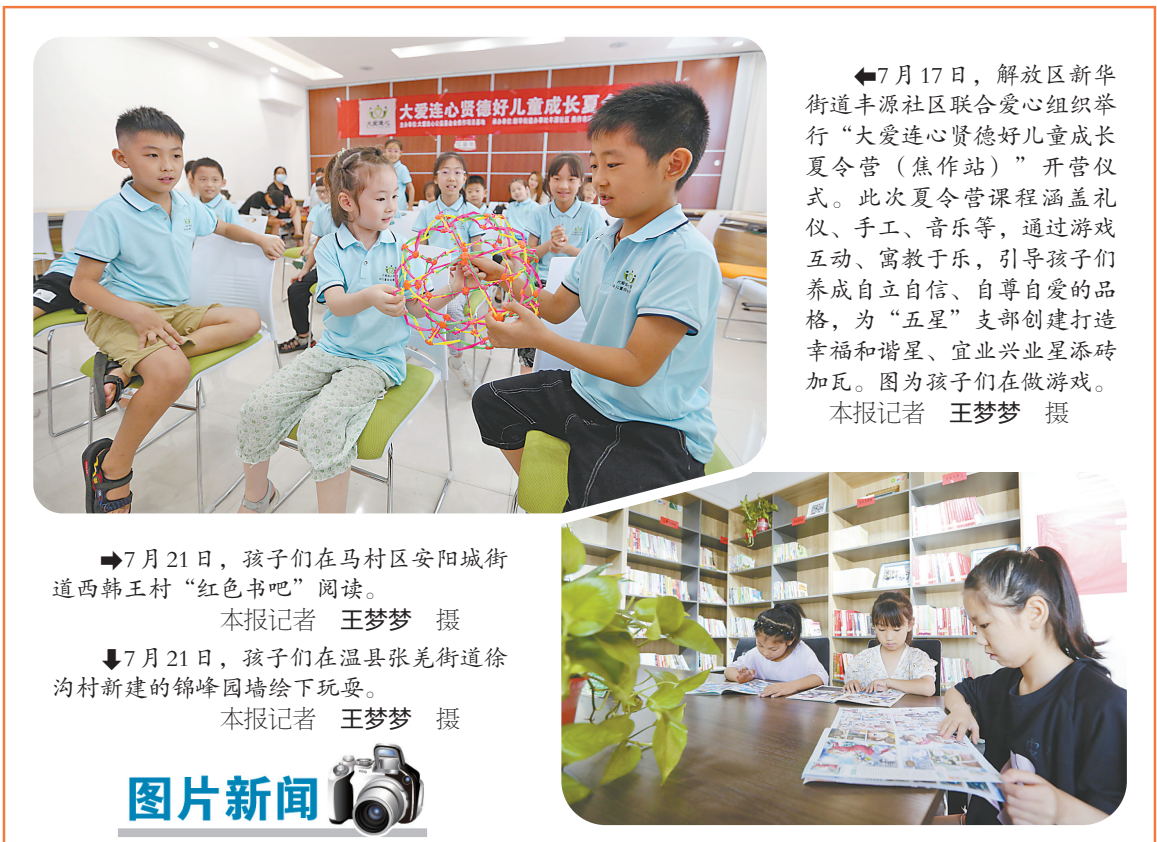 大爱连心贤德好儿童成长夏
⬅7月17日，解放区新华
街道丰源社区联合爱心组织举
行“大爱连心贤德好儿童成长
夏令营（焦作站）”开营仪
式。此次夏令营课程涵盖礼
仪、手工、音乐等，通过游戏
互动、寓教于乐，引导孩子们
养成自立自信、自尊自爱的品
格，为“五星”支部创建打造
幸福和谐星、宜业兴业星添砖
加瓦。图为孩子们在做游戏。
本报记者 王梦梦 摄
➡7月21日，孩子们在马村区安阳城街
道西韩王村“红色书吧”阅读。
本报记者 王梦梦 摄
⬇7月21日，孩子们在温县张羌街道徐
沟村新建的锦峰园墙绘下玩耍。
本报记者 王梦梦 摄
图片新闻